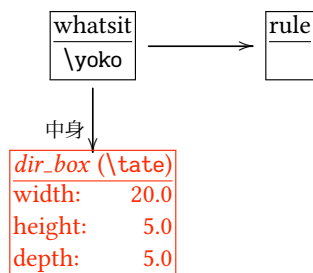 whatsit
rule
\yoko
中身
dir_box (\tate)
width: 20.0
height: 5.0
depth: 5.0